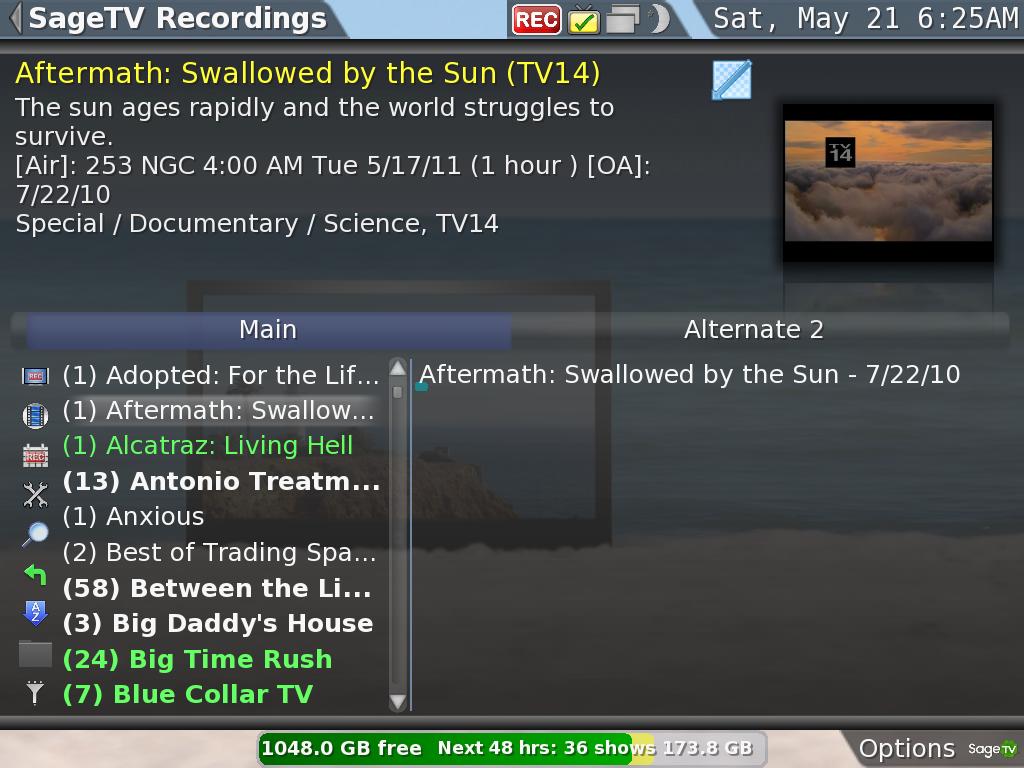 SageTV Recordings
REC
Sat, May 21 6:25AM
Aftermath: Swallowed by the Sun (TV14)
The sun ages rapidly and the world struggles to
survive.
[Air]: 253 NGC 4:00 AM Tue 5/17/11 (1 hour ) [OA]:
7/22/10
Special / Documentary / Science, TV14
TV
14
Main
Alternate 2
REC
(1) Adopted: For the Lif...
(1) Aftermath: Swallow...
REC
(1) Alcatraz: Living Hell
(13) Antonio Treatm...
(1) Anxious
(2) Best of Trading Spa...
(58) Between the Li...
A
Z
(3) Big Daddy's House
(24) Big Time Rush
(7) Blue Collar TV
Aftermath: Swallowed by the Sun - 7/22/10
1048.0 GB free Next 48 hrs: 36 shows 173.8 GB
Options
SageTV